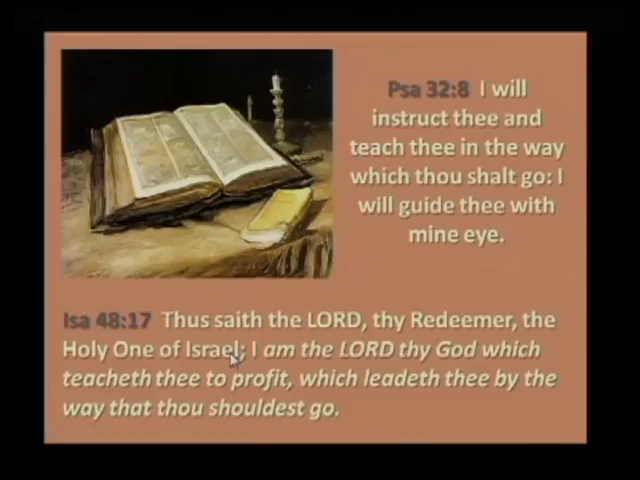 Psa 32:8 I will
instruct thee and
teach thee in the way
which thou shalt go: I
will guide thee with
mine eye.
Isa 48:17 Thus saith the LORD, thy Redeemer, the
Holy One of Israel; I am the LORD thy God which
teacheth thee to profit, which leadeth thee by the
way that thou shouldest go.